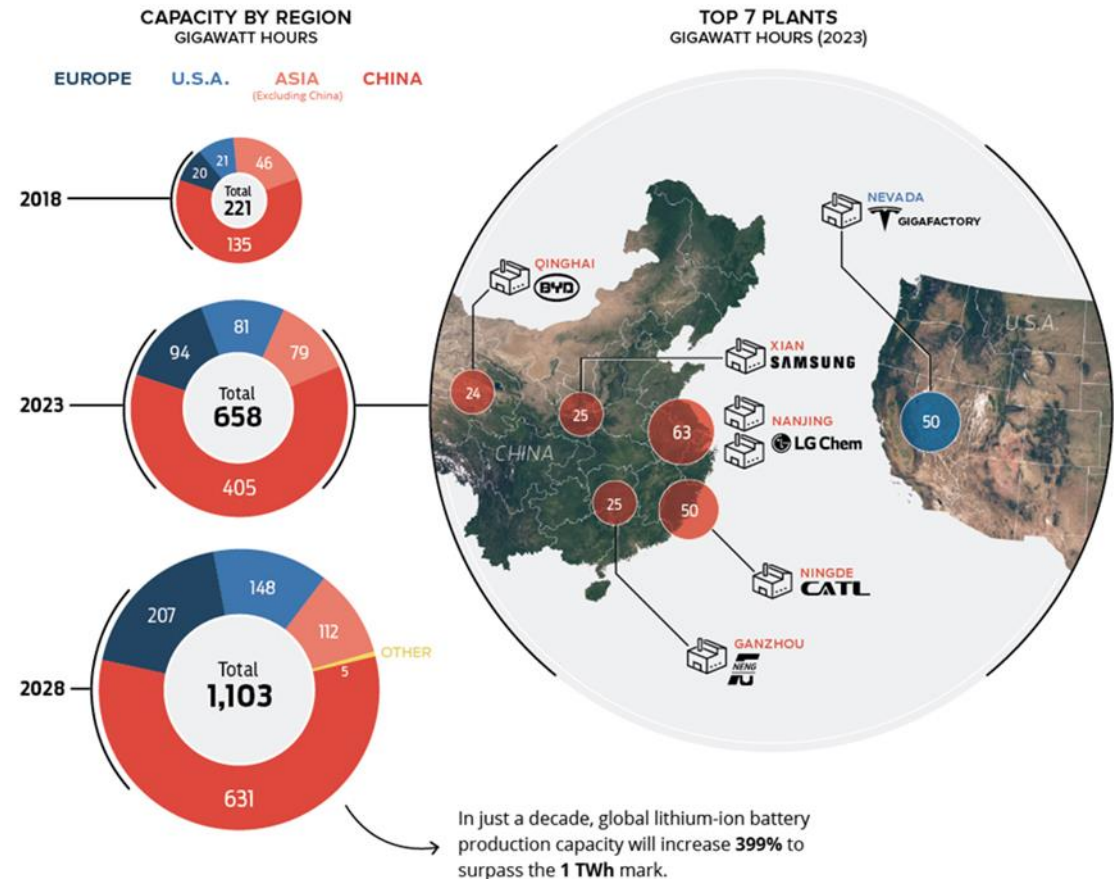 CAPACITY BY REGION
GIGAWATT HOURS
EUROPE
U.S.A.
ASIA
(Excluding China)
CHINA
2018
20
21
46
Total
221
135
2023
94
81
79
Total
658
405
2028
207
148
112
OTHER
5
Total
1,103
631
TOP 7 PLANTS
GIGAWATT HOURS (2023)
NEVADA
T GIGAFACTORY
QINGHAI
BYD
XIAN
SAMSUNG
NANJING
LG LG Chem
NINGDE
CATL
GANZHOU
NENG
CHINA
U.S.A.
24
25
63
25
50
50
In just a decade, global lithium-ion battery
production capacity will increase 399% to
surpass the 1 TWh mark.